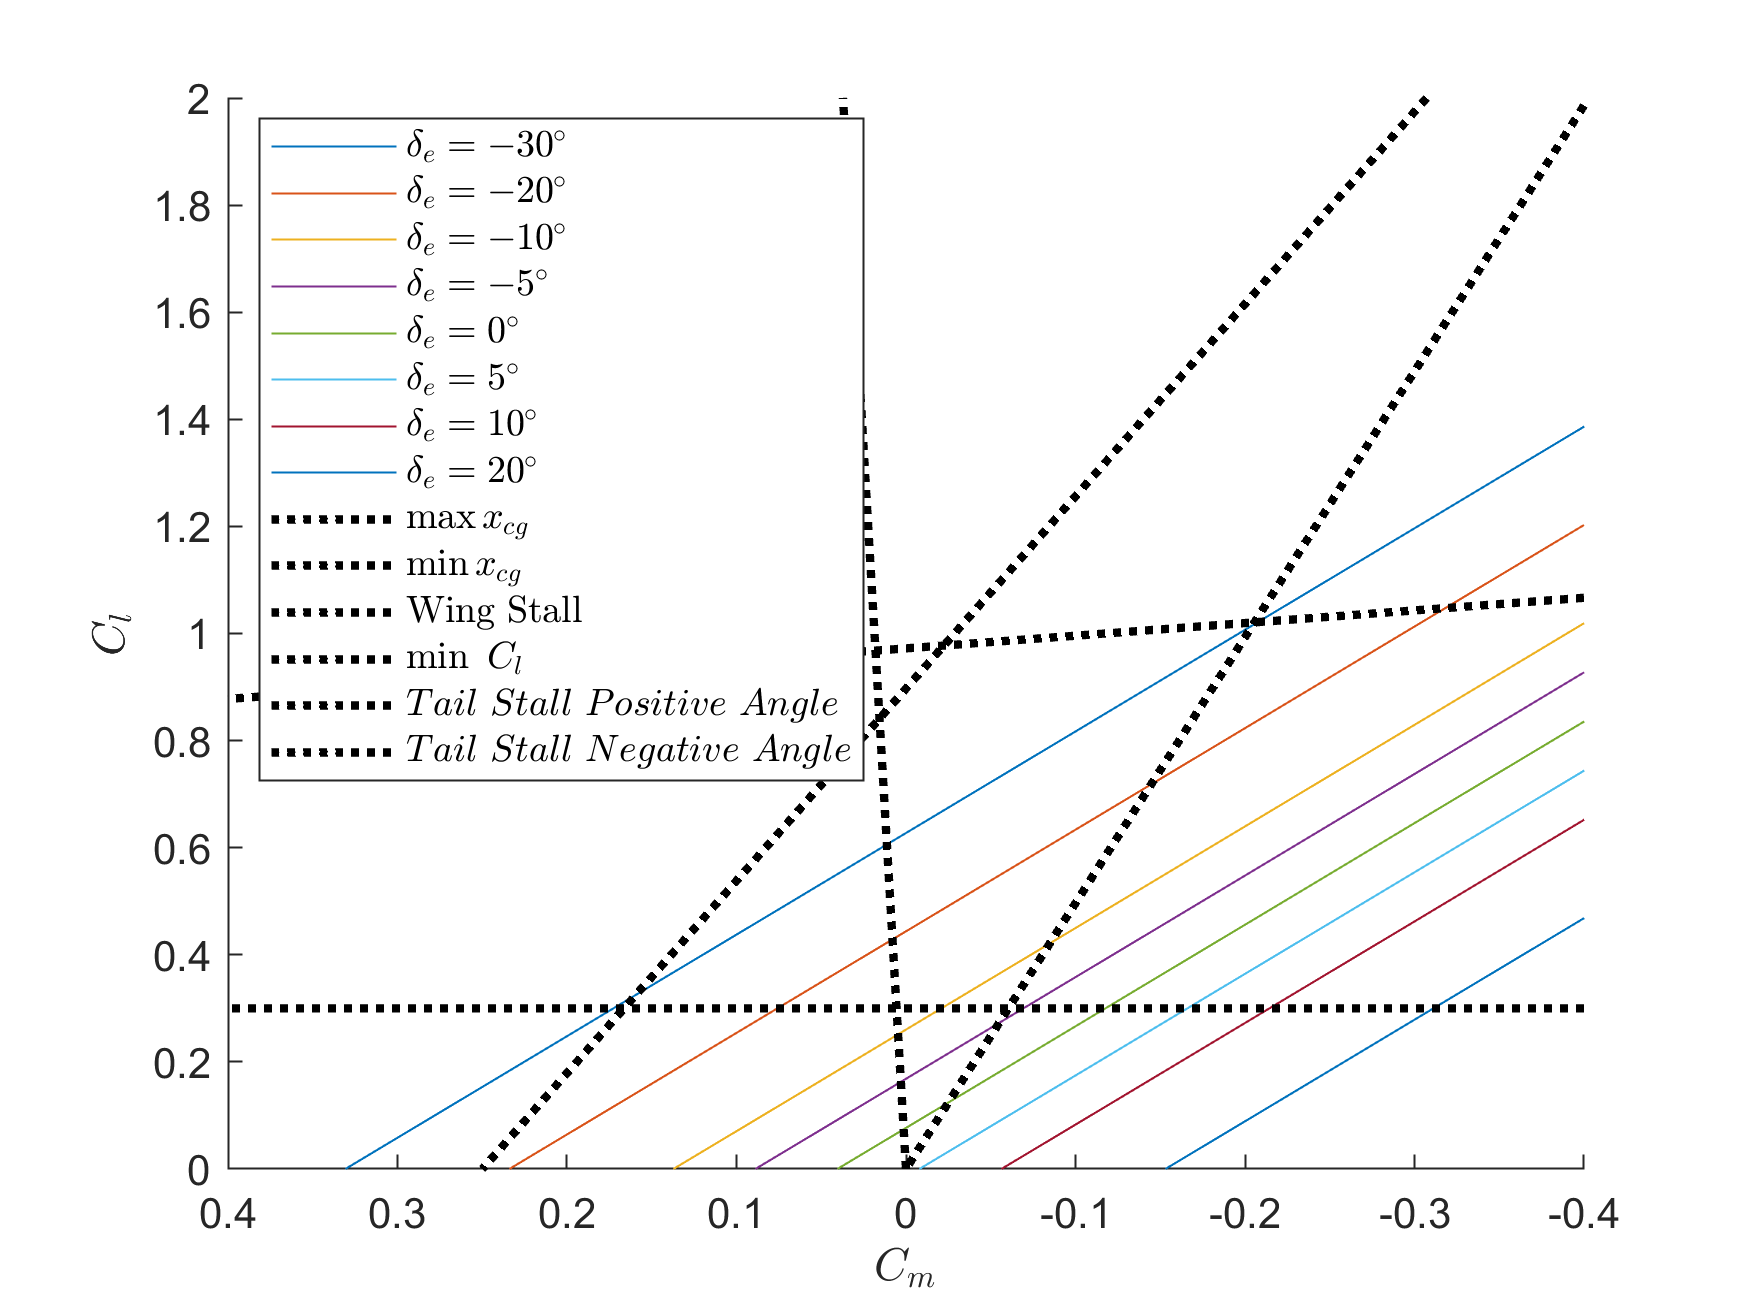 2
1.8
1.6
1.4
1.2
1
0.8
0.6
0.4
0.2
0
C_l
δ_e = −30°
δ_e = −20°
δ_e = −10°
δ_e = −5°
δ_e = 0°
δ_e = 5°
δ_e = 10°
δ_e = 20°
max x_cg
min x_cg
Wing Stall
min C_l
Tail Stall Positive Angle
Tail Stall Negative Angle
0.4 0.3 0.2 0.1 0 -0.1 -0.2 -0.3 -0.4
C_m